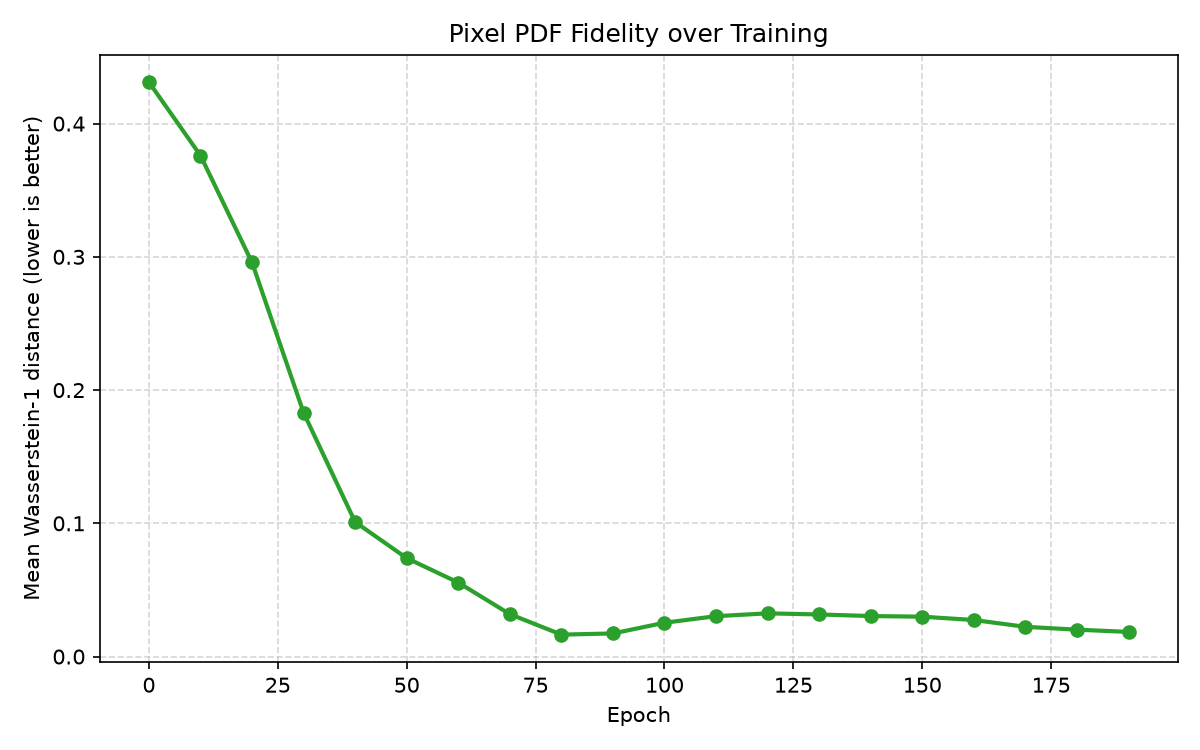 Pixel PDF Fidelity over Training
Mean Wasserstein-1 distance (lower is better)
0.4
0.3
0.2
0.1
0.0
0 25 50 75 100 125 150 175
Epoch